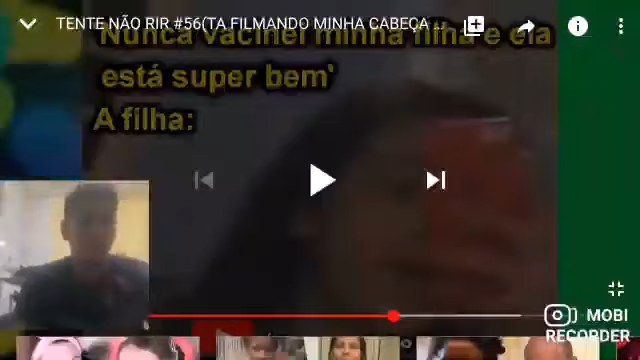 TENTE NÃO RIR #56(TA FILMANDO MINHA CABEÇA ...
Nunca vacinei minha filha e ela
está super bem'
A filha:
MOBI
RECORDER